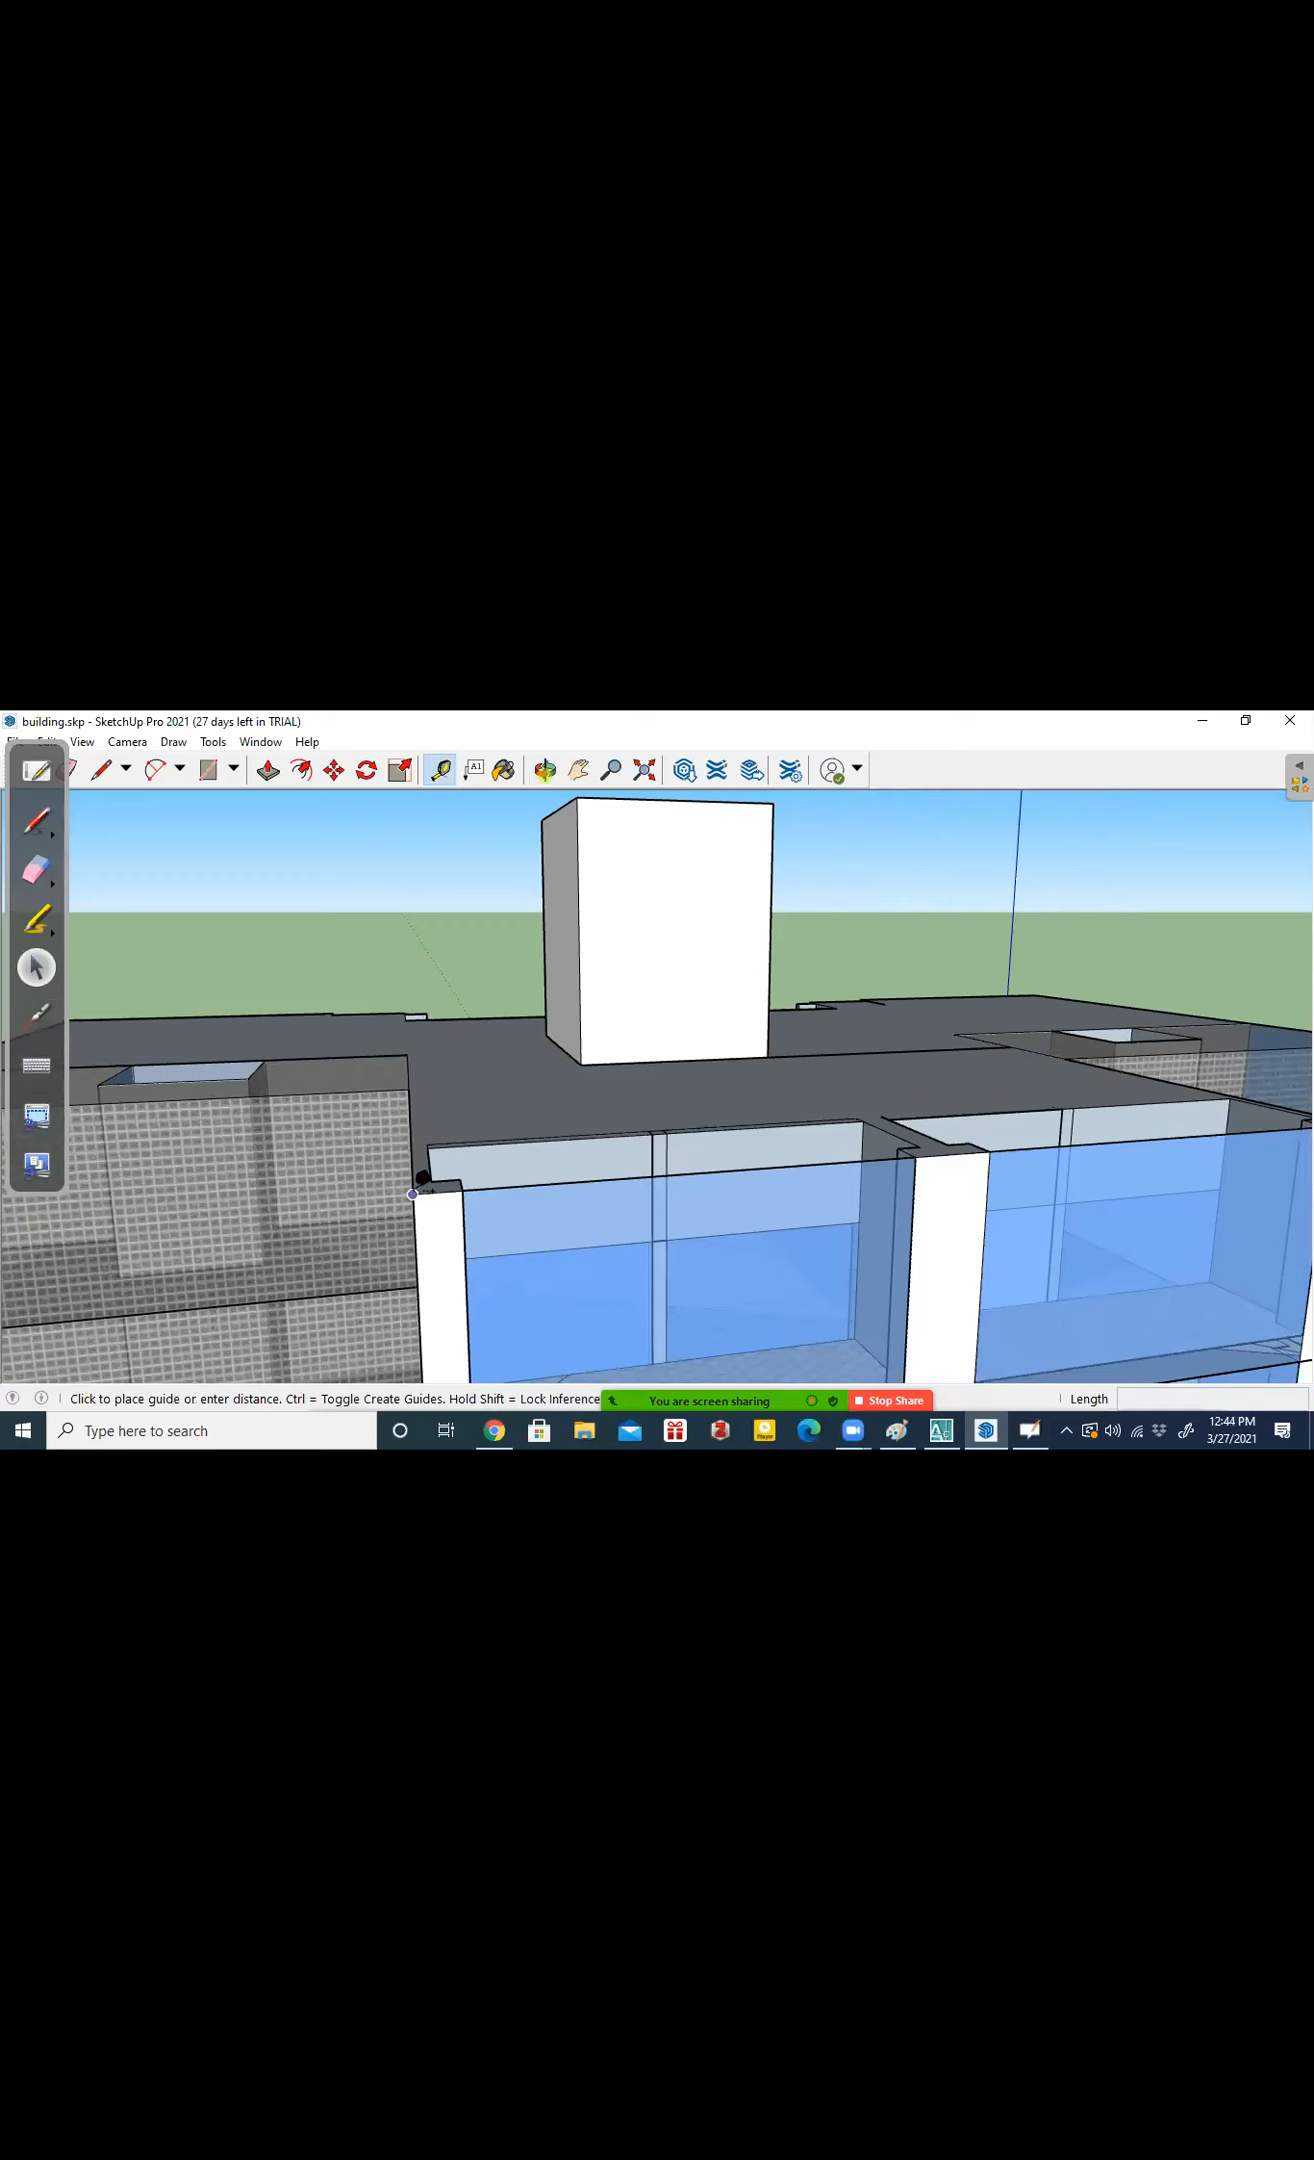 building.skp - SketchUp Pro 2021 (27 days left in TRIAL)
View Camera Draw Tools Window Help
A1
Click to place guide or enter distance. Ctrl = Toggle Create Guides. Hold Shift = Lock Inference
You are screen sharing
Stop Share
Length
Type here to search
12:44 PM
3/27/2021